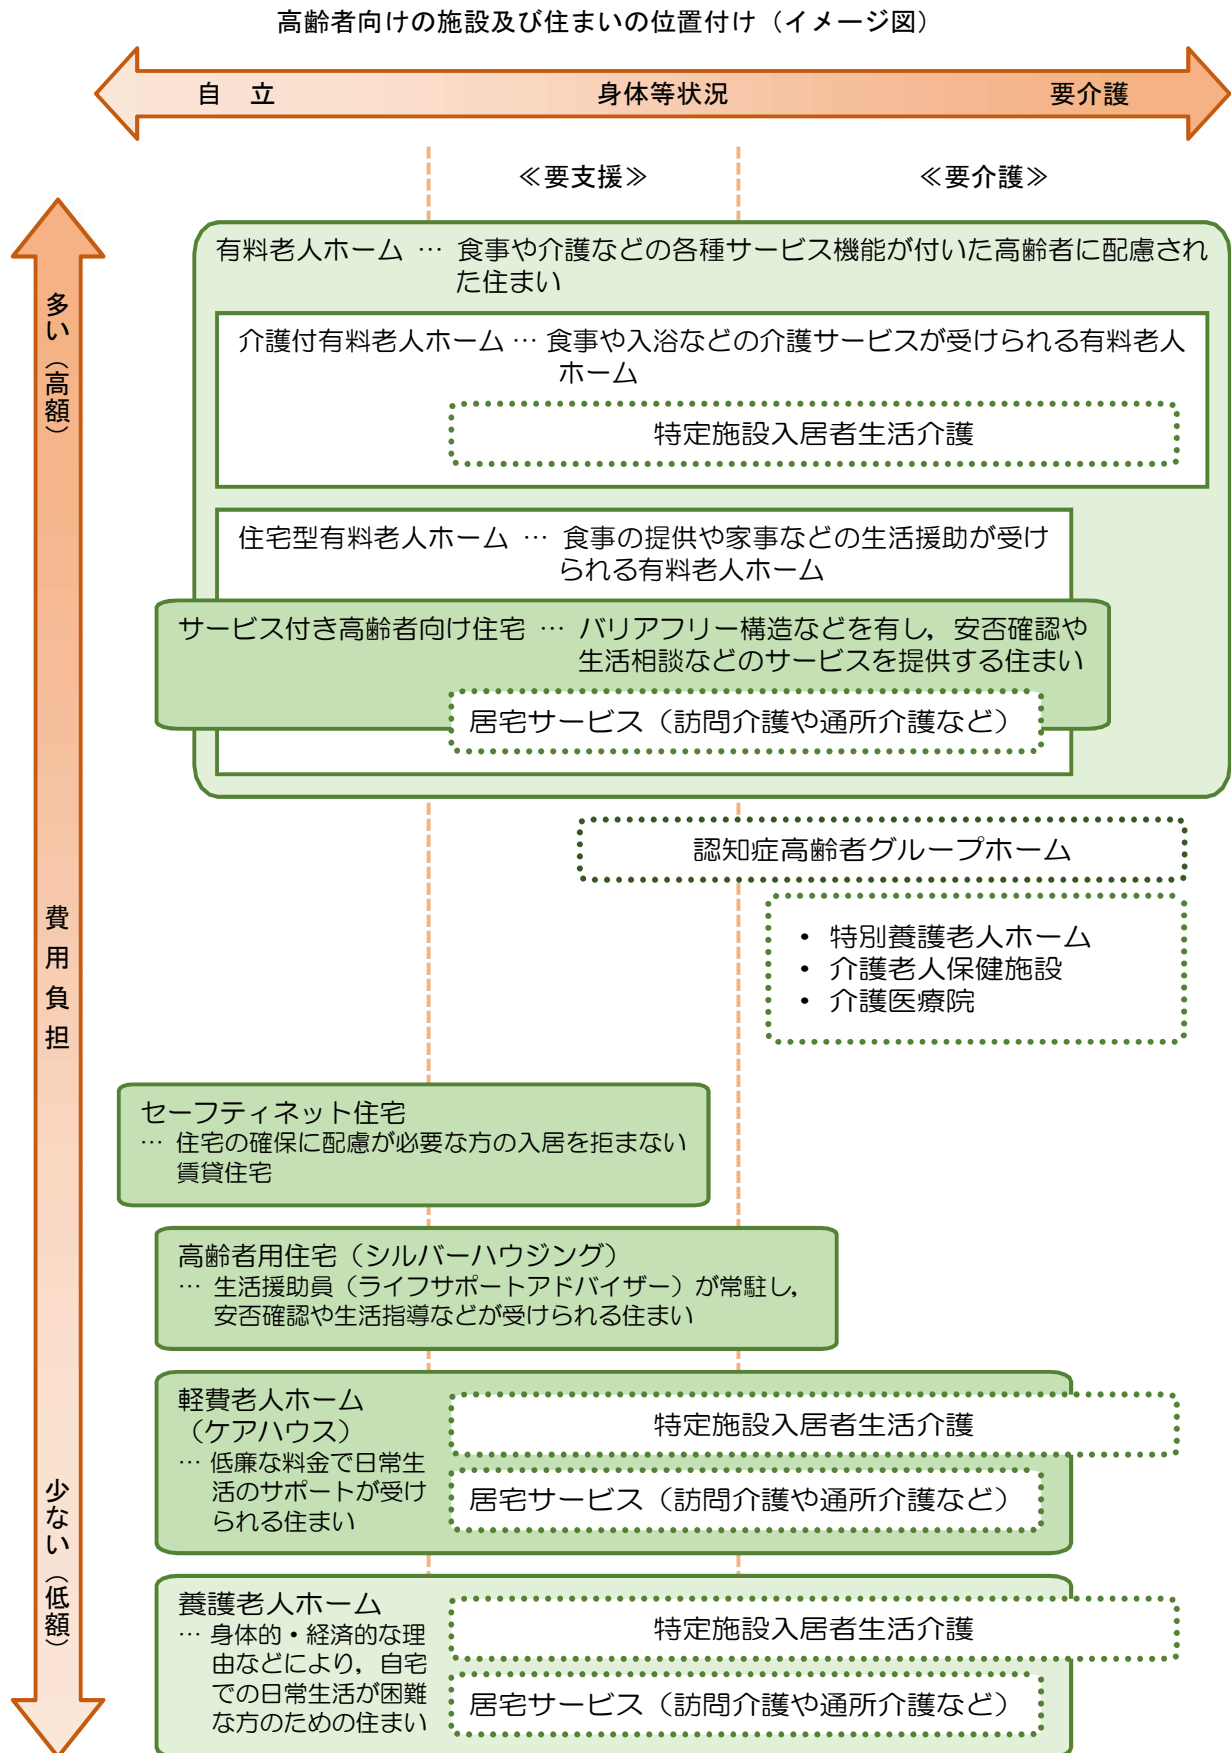 高齢者向けの施設及び住まいの位置付け（イメージ図）
自　立
身体等状況
要介護
≪要支援≫
≪要介護≫
多い（高額）
費用負担
少ない（低額）
有料老人ホーム … 食事や介護などの各種サービス機能が付いた高齢者に配慮され
た住まい
介護付有料老人ホーム … 食事や入浴などの介護サービスが受けられる有料老人
ホーム
特定施設入居者生活介護
住宅型有料老人ホーム … 食事の提供や家事などの生活援助が受け
られる有料老人ホーム
サービス付き高齢者向け住宅 … バリアフリー構造などを有し，安否確認や
生活相談などのサービスを提供する住まい
居宅サービス（訪問介護や通所介護など）
認知症高齢者グループホーム
・ 特別養護老人ホーム
・ 介護老人保健施設
・ 介護医療院
セーフティネット住宅
… 住宅の確保に配慮が必要な方の入居を拒まない
賃貸住宅
高齢者用住宅（シルバーハウジング）
… 生活援助員（ライフサポートアドバイザー）が常駐し，
安否確認や生活指導などが受けられる住まい
軽費老人ホーム
（ケアハウス）
… 低廉な料金で日常生
活のサポートが受け
られる住まい
特定施設入居者生活介護
居宅サービス（訪問介護や通所介護など）
養護老人ホーム
… 身体的・経済的な理
由などにより，自宅
での日常生活が困難
な方のための住まい
特定施設入居者生活介護
居宅サービス（訪問介護や通所介護など）